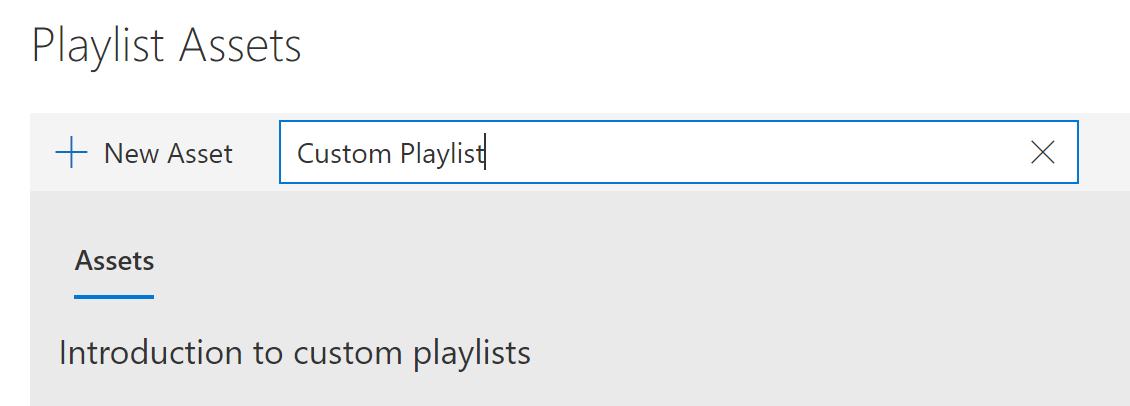 Playlist Assets
New Asset
Custom Playlist
Assets
Introduction to custom playlists